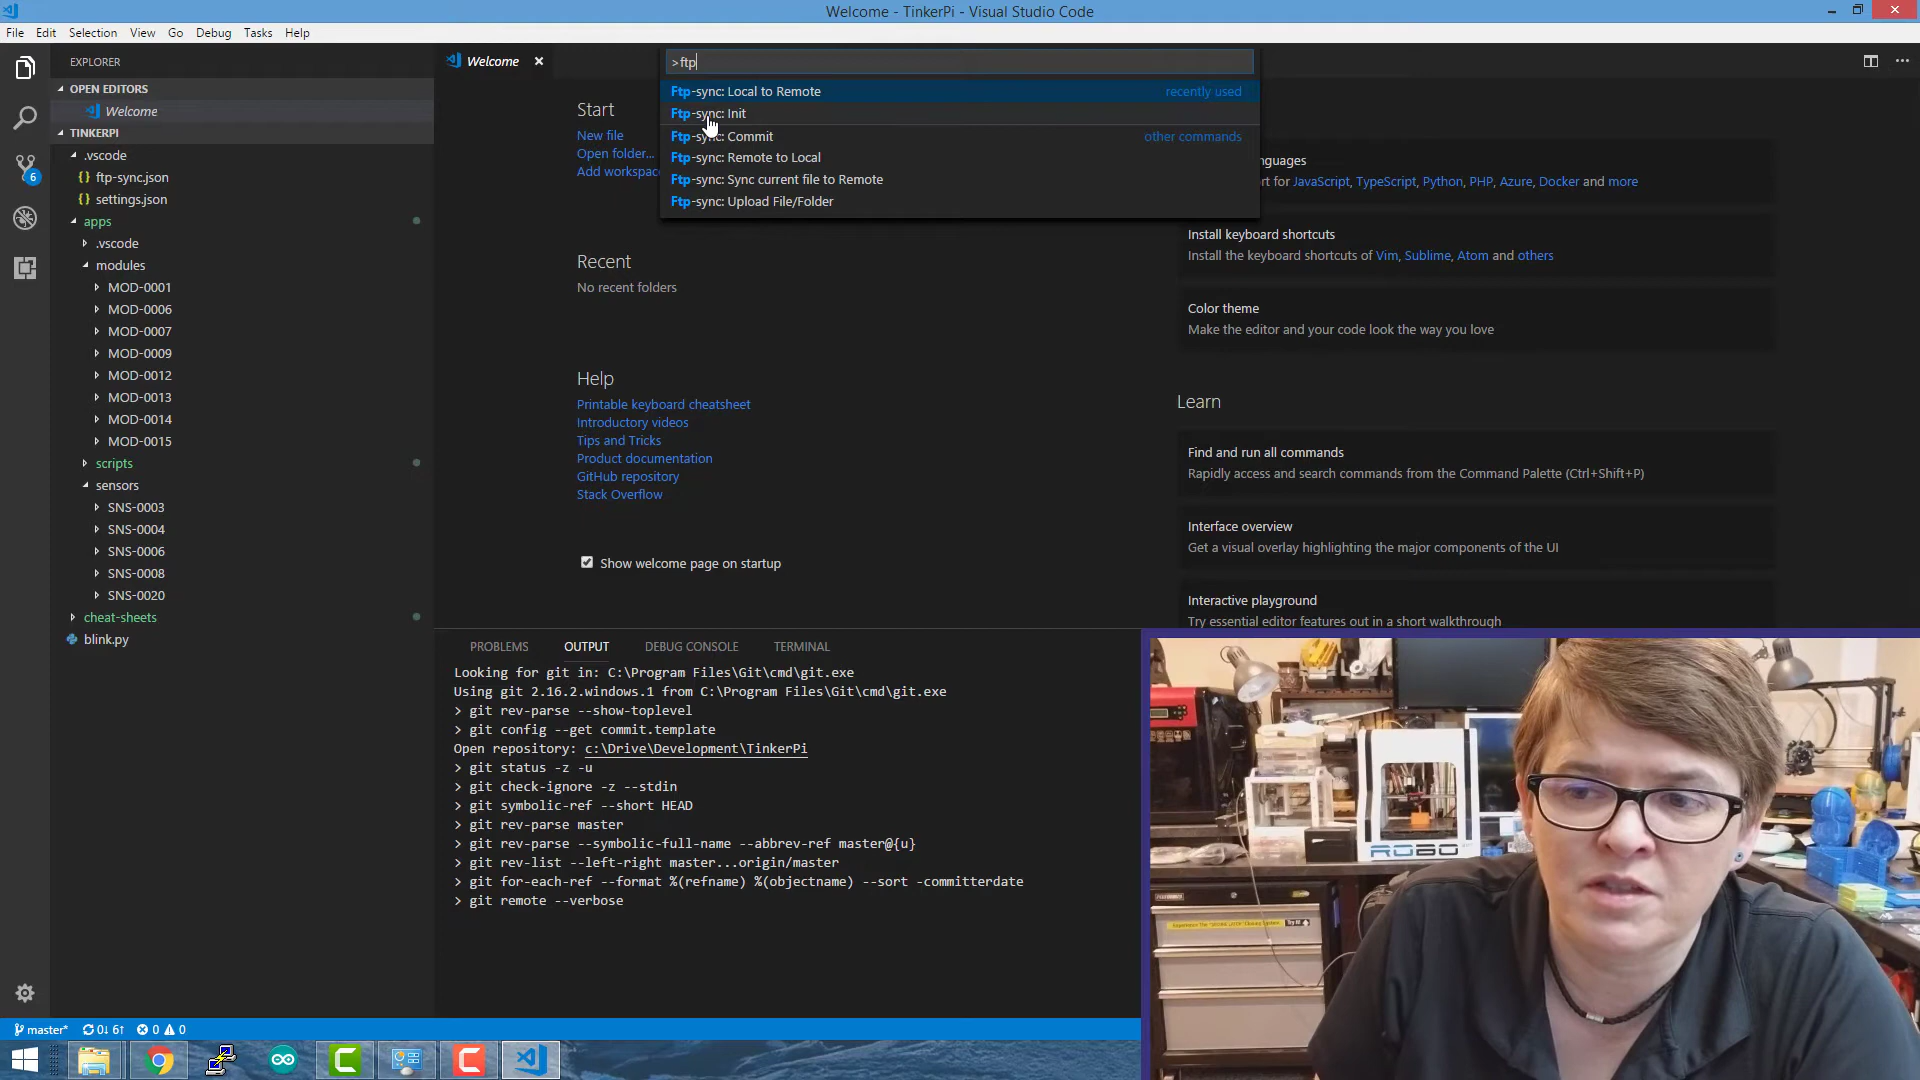 Welcome - TinkerPi - Visual Studio Code
File Edit Selection View Go Debug Tasks Help
EXPLORER
OPEN EDITORS
Welcome
TINKERPI
.vscode
ftp-sync.json
settings.json
apps
.vscode
modules
MOD-0001
MOD-0006
MOD-0007
MOD-0009
MOD-0012
MOD-0013
MOD-0014
MOD-0015
scripts
sensors
SNS-0003
SNS-0004
SNS-0006
SNS-0008
SNS-0020
cheat-sheets
blink.py
6
Welcome
>ftp
Ftp-sync: Local to Remote recently used
Ftp-sync: Init
Ftp-sync: Commit other commands
Ftp-sync: Remote to Local
Ftp-sync: Sync current file to Remote
Ftp-sync: Upload File/Folder
Start
New file
Open folder...
Add workspac
Recent
No recent folders
Help
Printable keyboard cheatsheet
Introductory videos
Tips and Tricks
Product documentation
GitHub repository
Stack Overflow
Show welcome page on startup
nguages
rt for JavaScript, TypeScript, Python, PHP, Azure, Docker and more
Install keyboard shortcuts
Install the keyboard shortcuts of Vim, Sublime, Atom and others
Color theme
Make the editor and your code look the way you love
Learn
Find and run all commands
Rapidly access and search commands from the Command Palette (Ctrl+Shift+P)
Interface overview
Get a visual overlay highlighting the major components of the UI
Interactive playground
Try essential editor features out in a short walkthrough
PROBLEMS OUTPUT DEBUG CONSOLE TERMINAL
Looking for git in: C:\Program Files\Git\cmd\git.exe
Using git 2.16.2.windows.1 from C:\Program Files\Git\cmd\git.exe
> git rev-parse --show-toplevel
> git config --get commit.template
Open repository: c:\Drive\Development\TinkerPi
> git status -z -u
> git check-ignore -z --stdin
> git symbolic-ref --short HEAD
> git rev-parse master
> git rev-parse --symbolic-full-name --abbrev-ref master@{u}
> git rev-list --left-right master...origin/master
> git for-each-ref --format %(refname) %(objectname) --sort -committerdate
> git remote --verbose
ROBO
master* 0↓ 6↑ 0 0